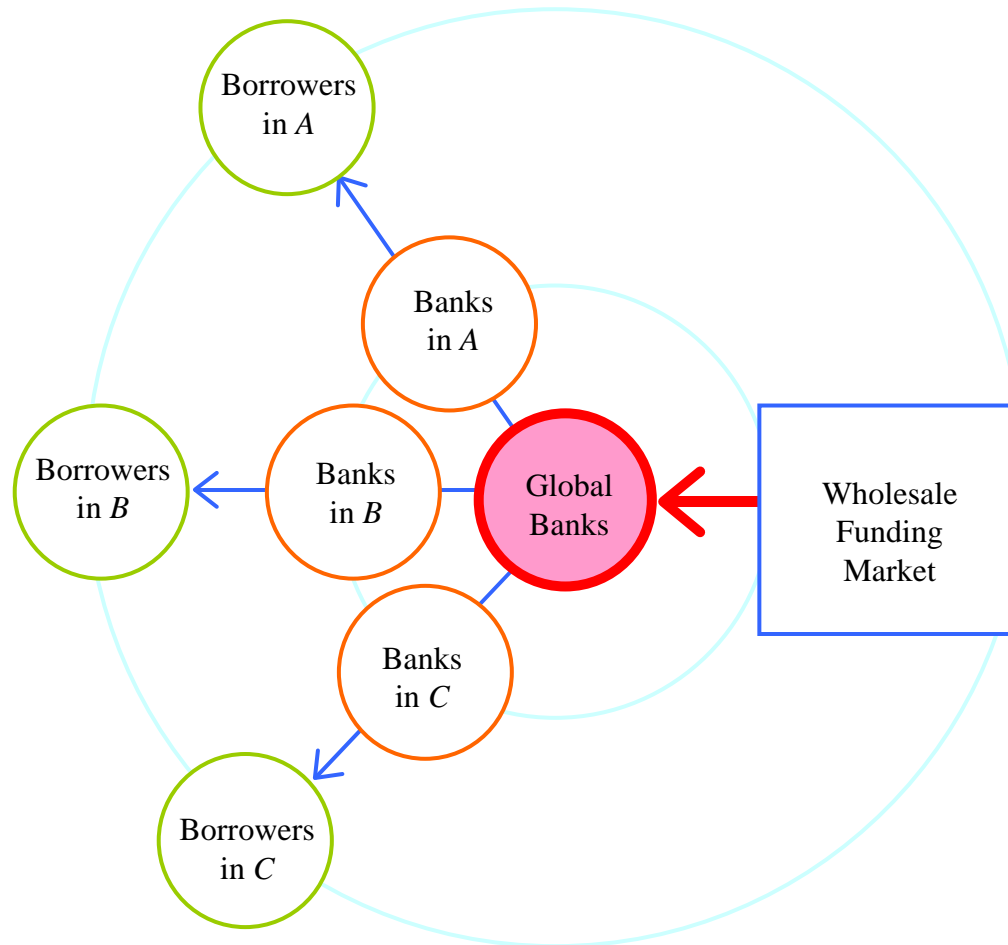 Borrowers
in A
Banks
in A
Borrowers
in B
Banks
in B
Global
Banks
Wholesale
Funding
Market
Banks
in C
Borrowers
in C